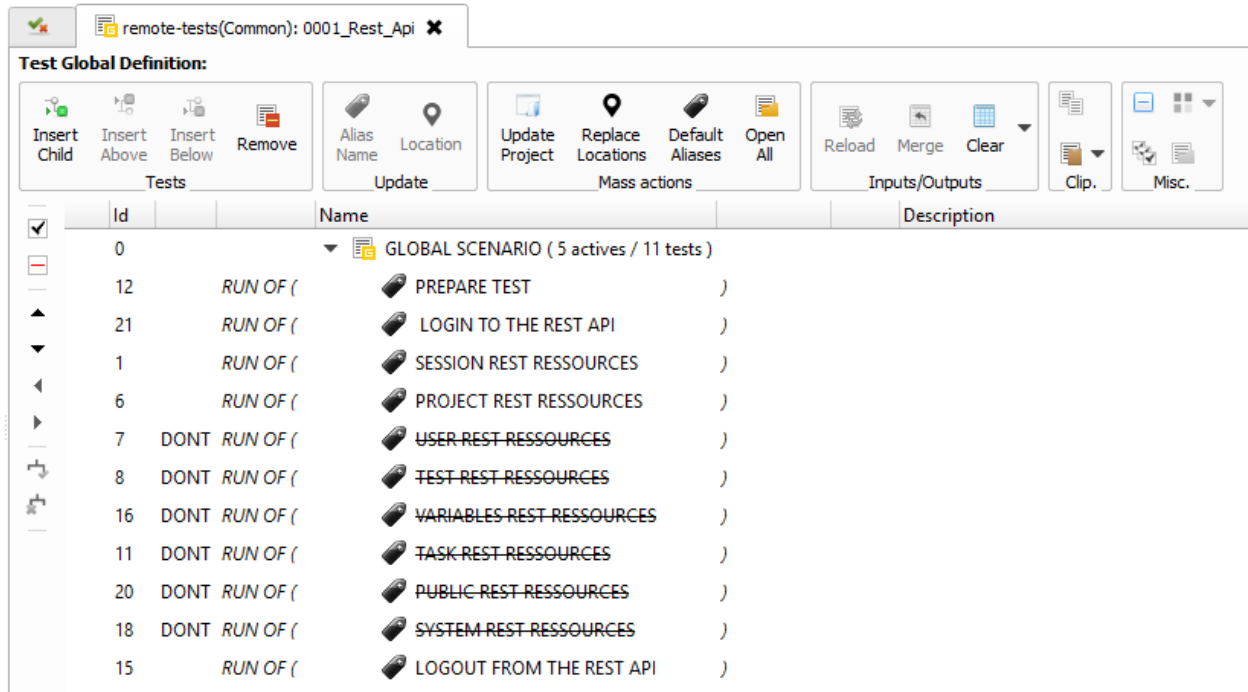 remote-tests(Common): 0001_Rest_Api
Test Global Definition:
Insert Child
Insert Above
Insert Below
Remove
Tests
Alias Name
Location
Update
Update Project
Replace Locations
Default Aliases
Open All
Mass actions
Reload
Merge
Clear
Inputs/Outputs
Clip.
Misc.
Id Name Description
0 GLOBAL SCENARIO ( 5 actives / 11 tests )
12 RUN OF ( PREPARE TEST )
21 RUN OF ( LOGIN TO THE REST API )
1 RUN OF ( SESSION REST RESSOURCES )
6 RUN OF ( PROJECT REST RESSOURCES )
7 DONT RUN OF ( USER REST RESSOURCES )
8 DONT RUN OF ( TEST REST RESSOURCES )
16 DONT RUN OF ( VARIABLES REST RESSOURCES )
11 DONT RUN OF ( TASK REST RESSOURCES )
20 DONT RUN OF ( PUBLIC REST RESSOURCES )
18 DONT RUN OF ( SYSTEM REST RESSOURCES )
15 RUN OF ( LOGOUT FROM THE REST API )